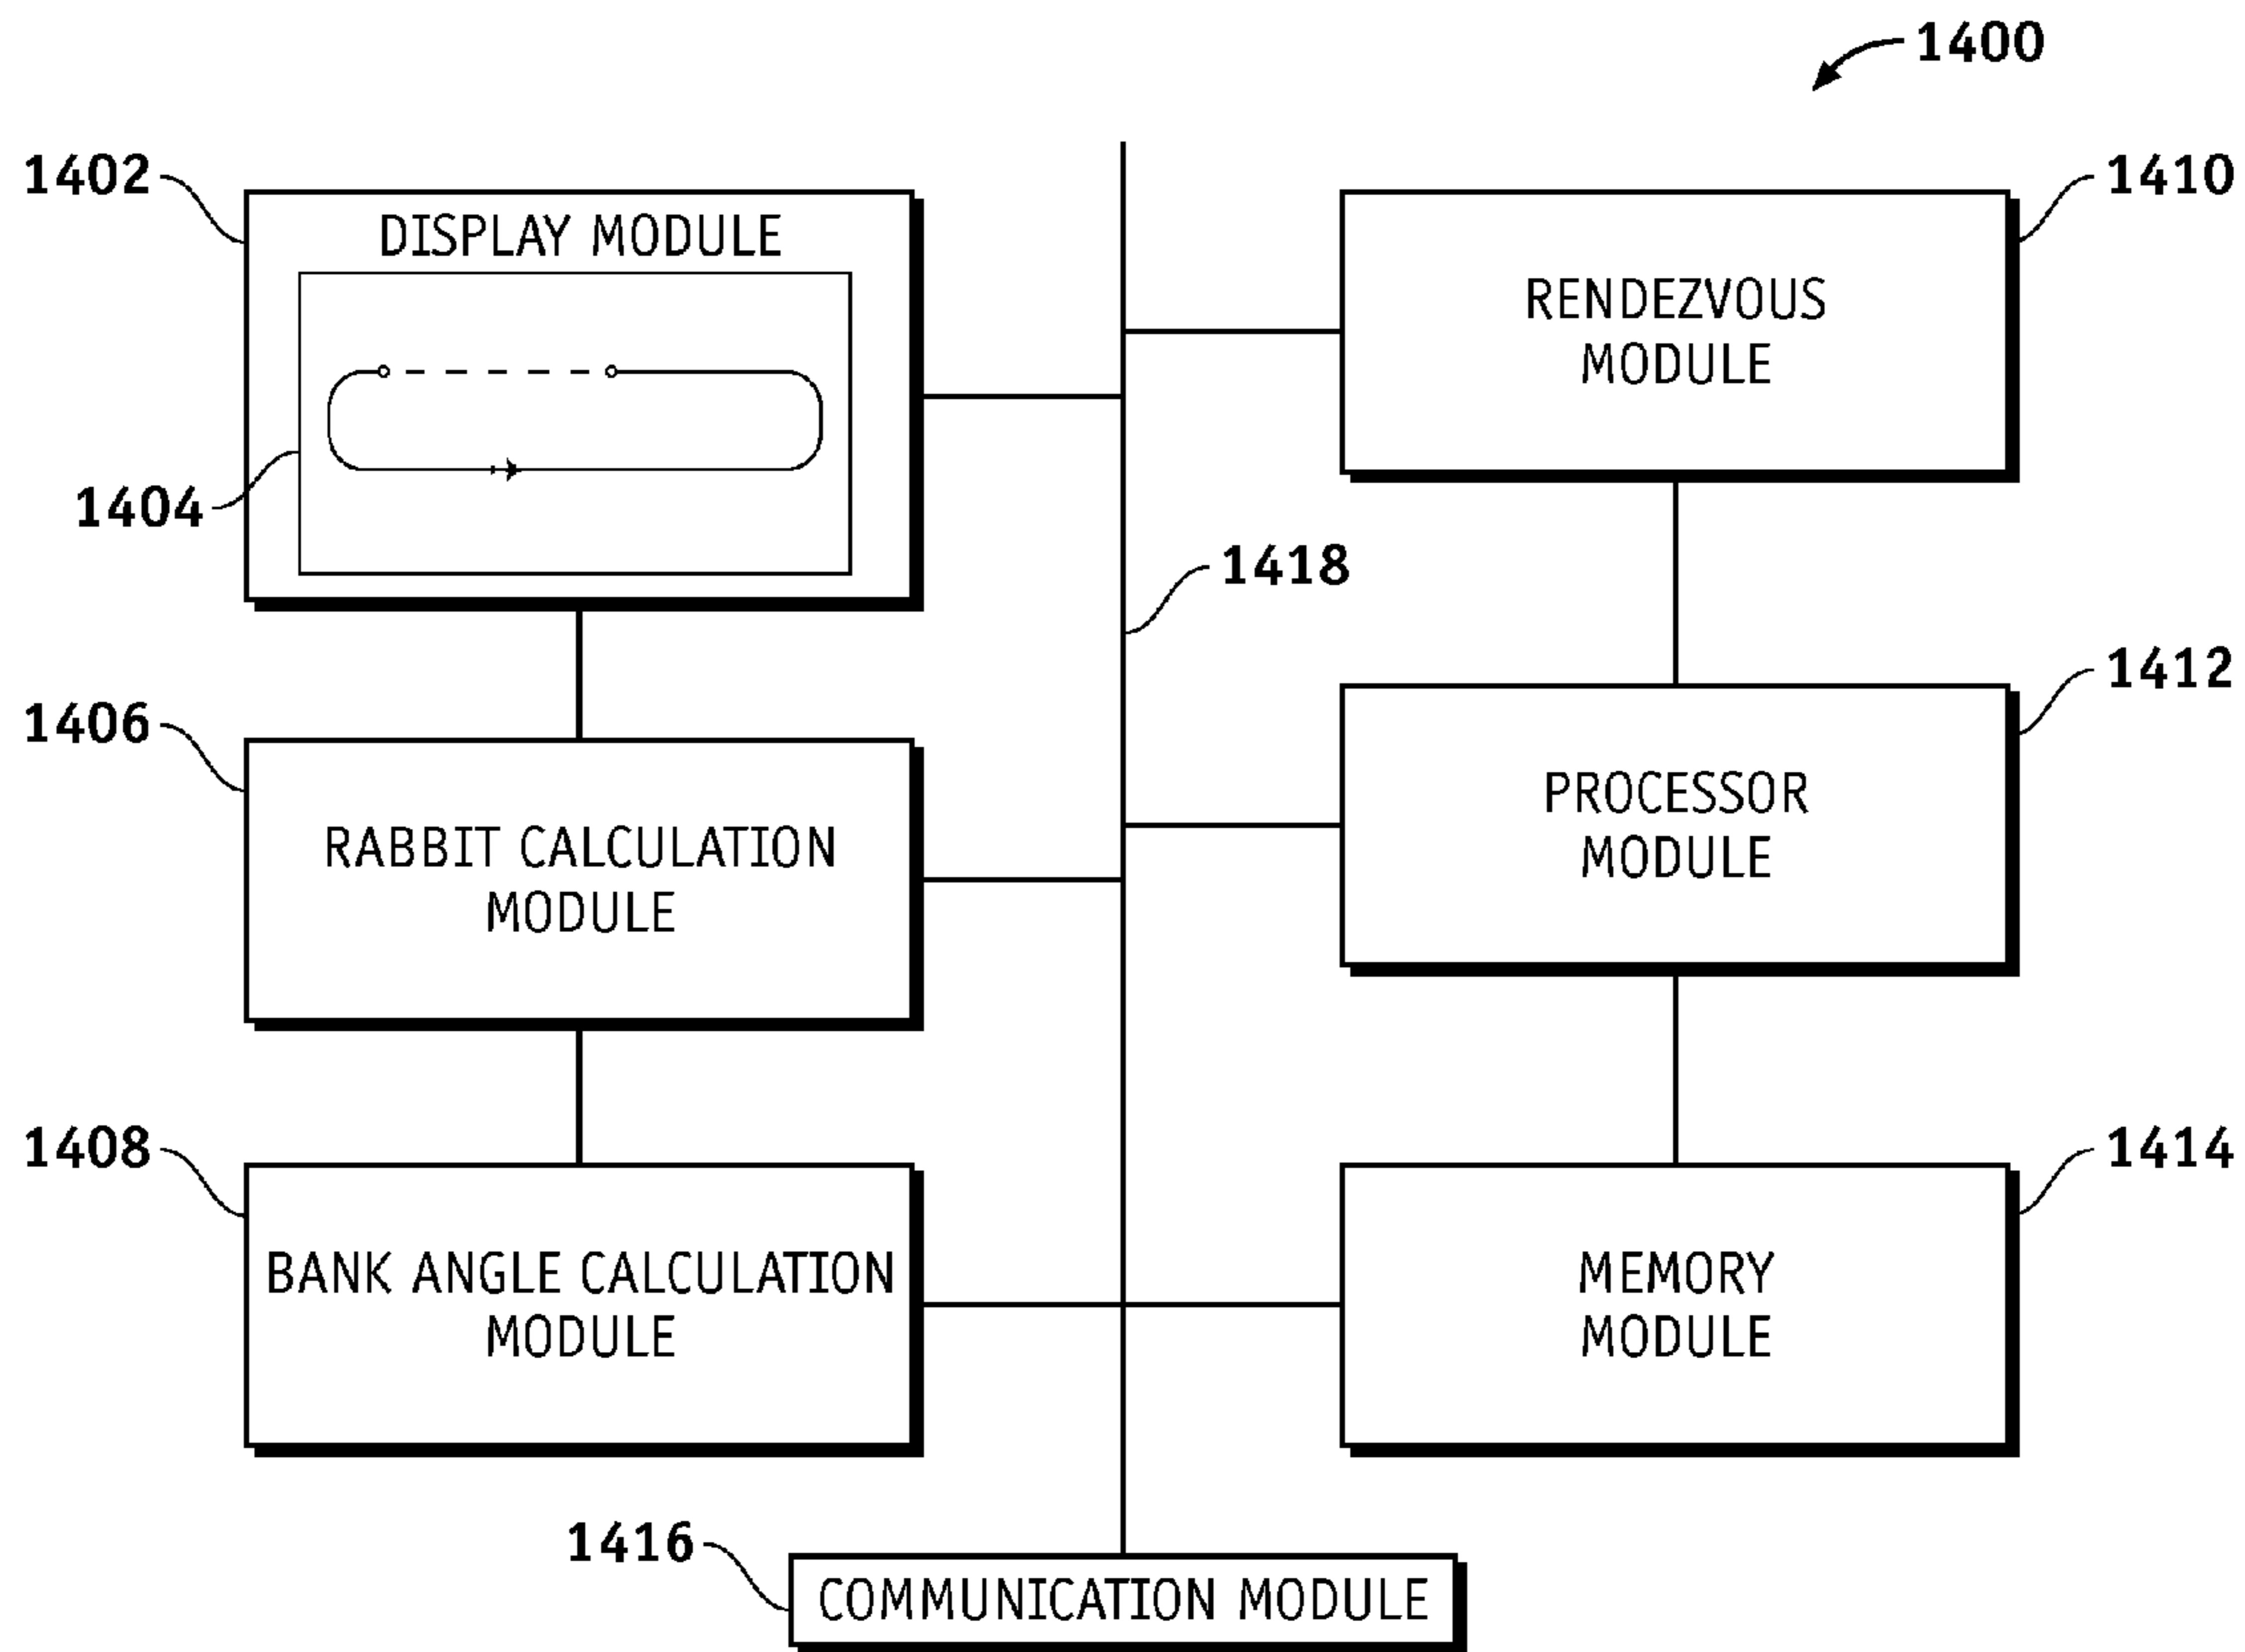 1400
1402
DISPLAY MODULE
1404
1410
RENDEZVOUS
MODULE
1418
1406
RABBIT CALCULATION
MODULE
1412
PROCESSOR
MODULE
1408
BANK ANGLE CALCULATION
MODULE
1414
MEMORY
MODULE
1416
COMMUNICATION MODULE